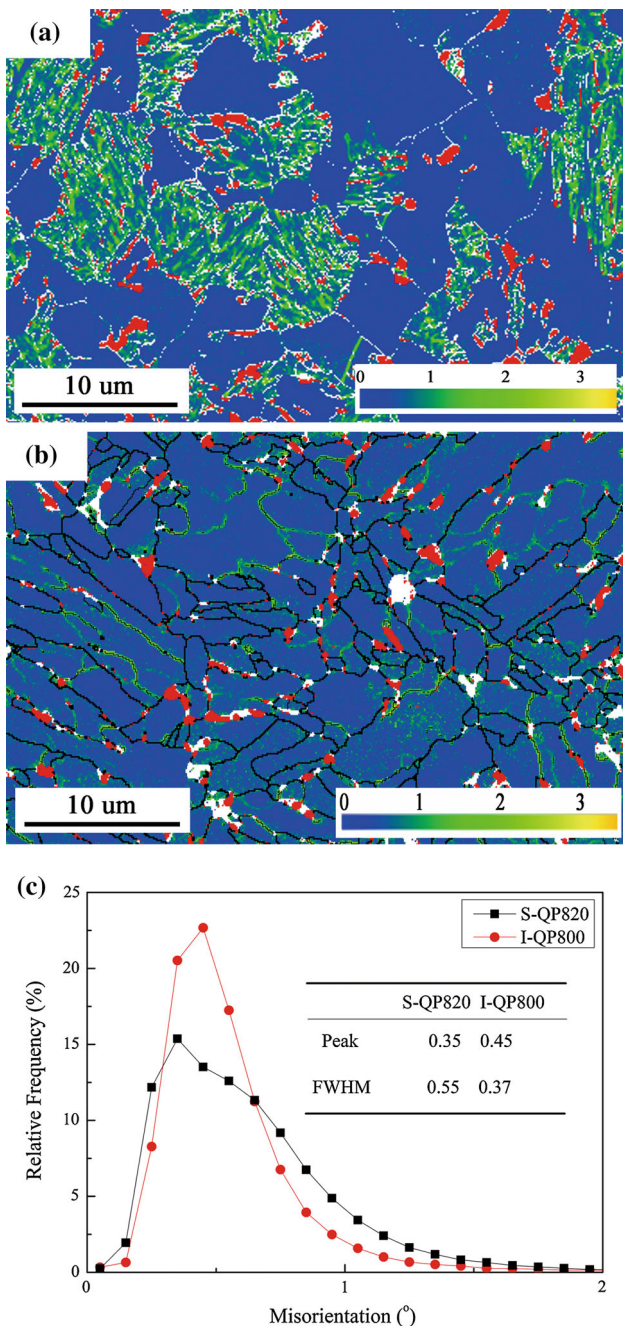 (a)
10 um
0 1 2 3
(b)
10 um
0 1 2 3
(c)
25
20
15
10
5
0
Relative Frequency (%)
S-QP820
I-QP800
S-QP820 I-QP800
Peak 0.35 0.45
FWHM 0.55 0.37
0 1 2
Misorientation (°)